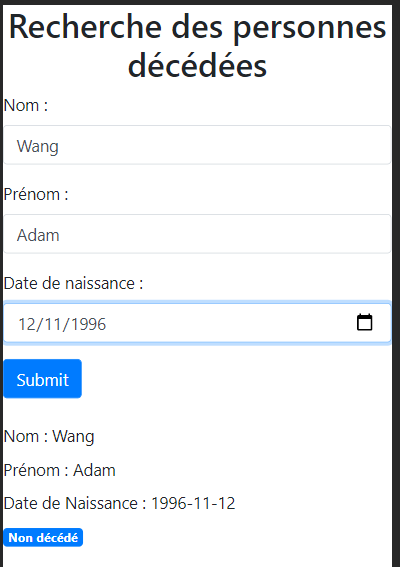 Recherche des personnes
décédées
Nom :
Wang
Prénom :
Adam
Date de naissance :
12/11/1996
Submit
Nom : Wang
Prénom : Adam
Date de Naissance : 1996-11-12
Non décédé